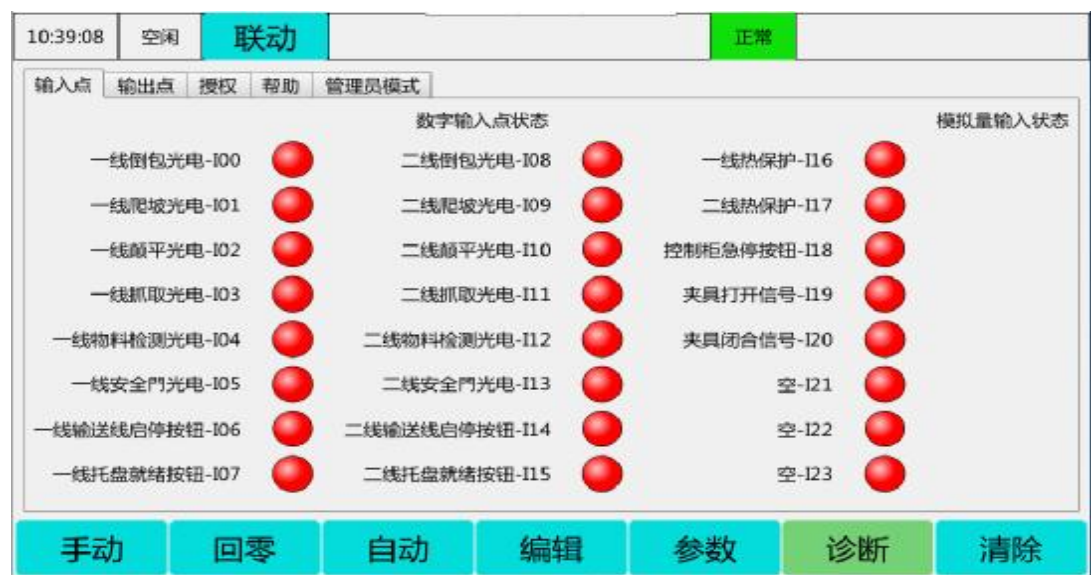 10:39:08 空闲 联动 正常
输入点 输出点 授权 帮助 管理员模式
数字输入点状态 模拟量输入状态
一线倒包光电-I00 二线倒包光电-I08 一线热保护-I16
一线爬坡光电-I01 二线爬坡光电-I09 二线热保护-I17
一线颠平光电-I02 二线颠平光电-I10 控制柜急停按钮-I18
一线抓取光电-I03 二线抓取光电-I11 夹具打开信号-I19
一线物料检测光电-I04 二线物料检测光电-I12 夹具闭合信号-I20
一线安全門光电-I05 二线安全門光电-I13 空-I21
一线输送线启停按钮-I06 二线输送线启停按钮-I14 空-I22
一线托盘就绪按钮-I07 二线托盘就绪按钮-I15 空-I23
手动 回零 自动 编辑 参数 诊断 清除